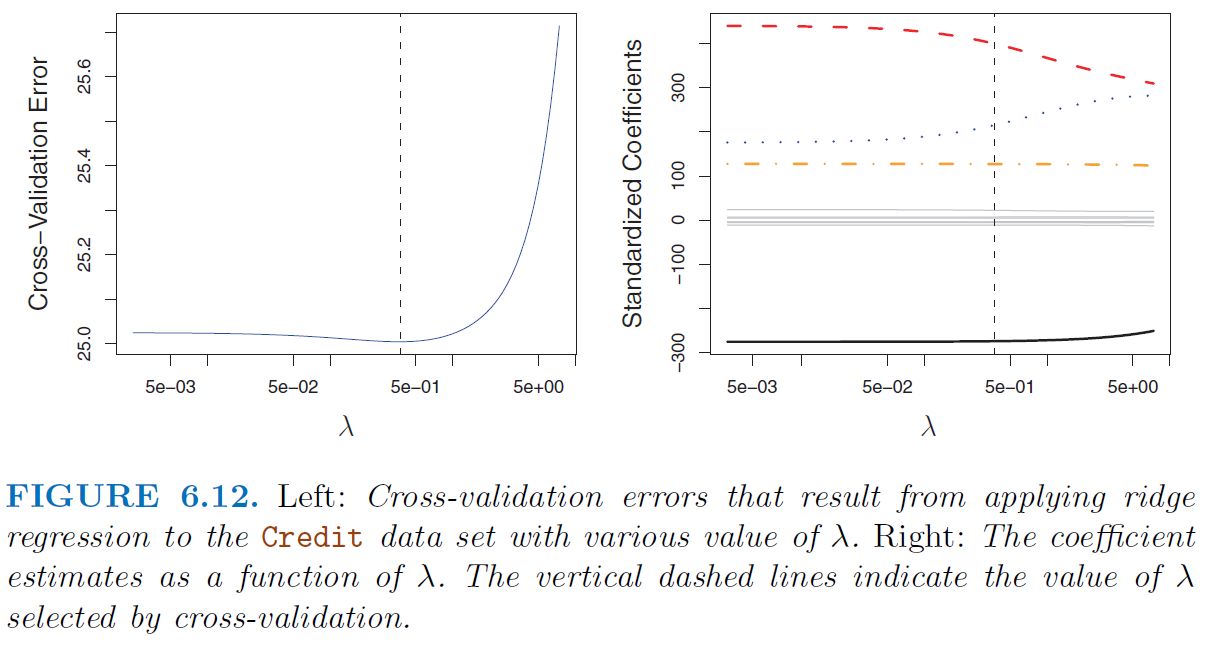 Cross−Validation Error
25.0 25.2 25.4 25.6
5e−03 5e−02 5e−01 5e+00
λ
Standardized Coefficients
−300 −100 0 100 300
5e−03 5e−02 5e−01 5e+00
λ
FIGURE 6.12. Left: Cross-validation errors that result from applying ridge
regression to the Credit data set with various value of λ. Right: The coefficient
estimates as a function of λ. The vertical dashed lines indicate the value of λ
selected by cross-validation.